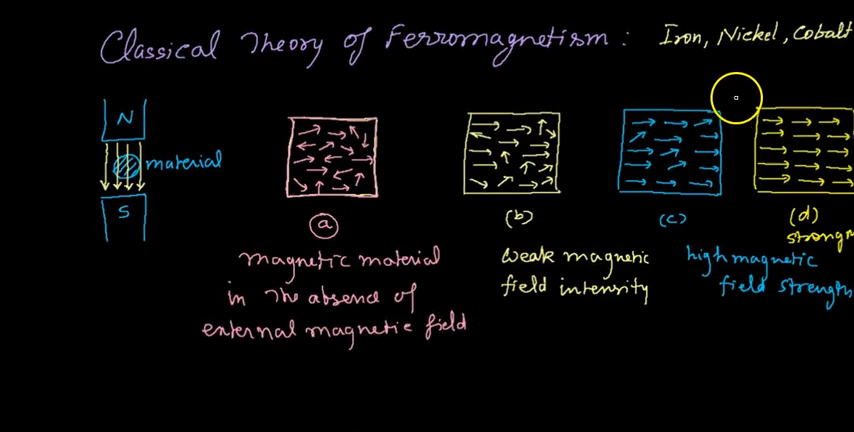 Classical Theory of Ferromagnetism : Iron, Nickel, Cobalt
N
material
S
(a)
(b)
(c)
(d)
magnetic material
in the absence of
external magnetic field
weak magnetic
field intensity
high magnetic
field strength